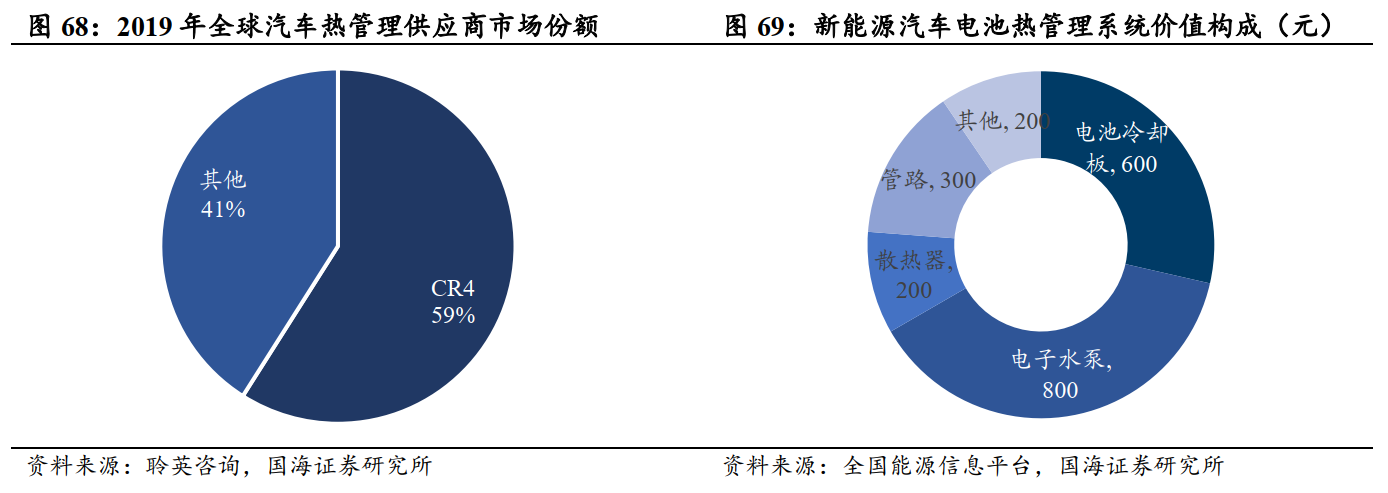 图 68：2019 年全球汽车热管理供应商市场份额
其他
41%
CR4
59%
资料来源：聆英咨询，国海证券研究所
图 69：新能源汽车电池热管理系统价值构成（元）
其他, 200
电池冷却
板, 600
管路, 300
散热器,
200
电子水泵,
800
资料来源：全国能源信息平台，国海证券研究所